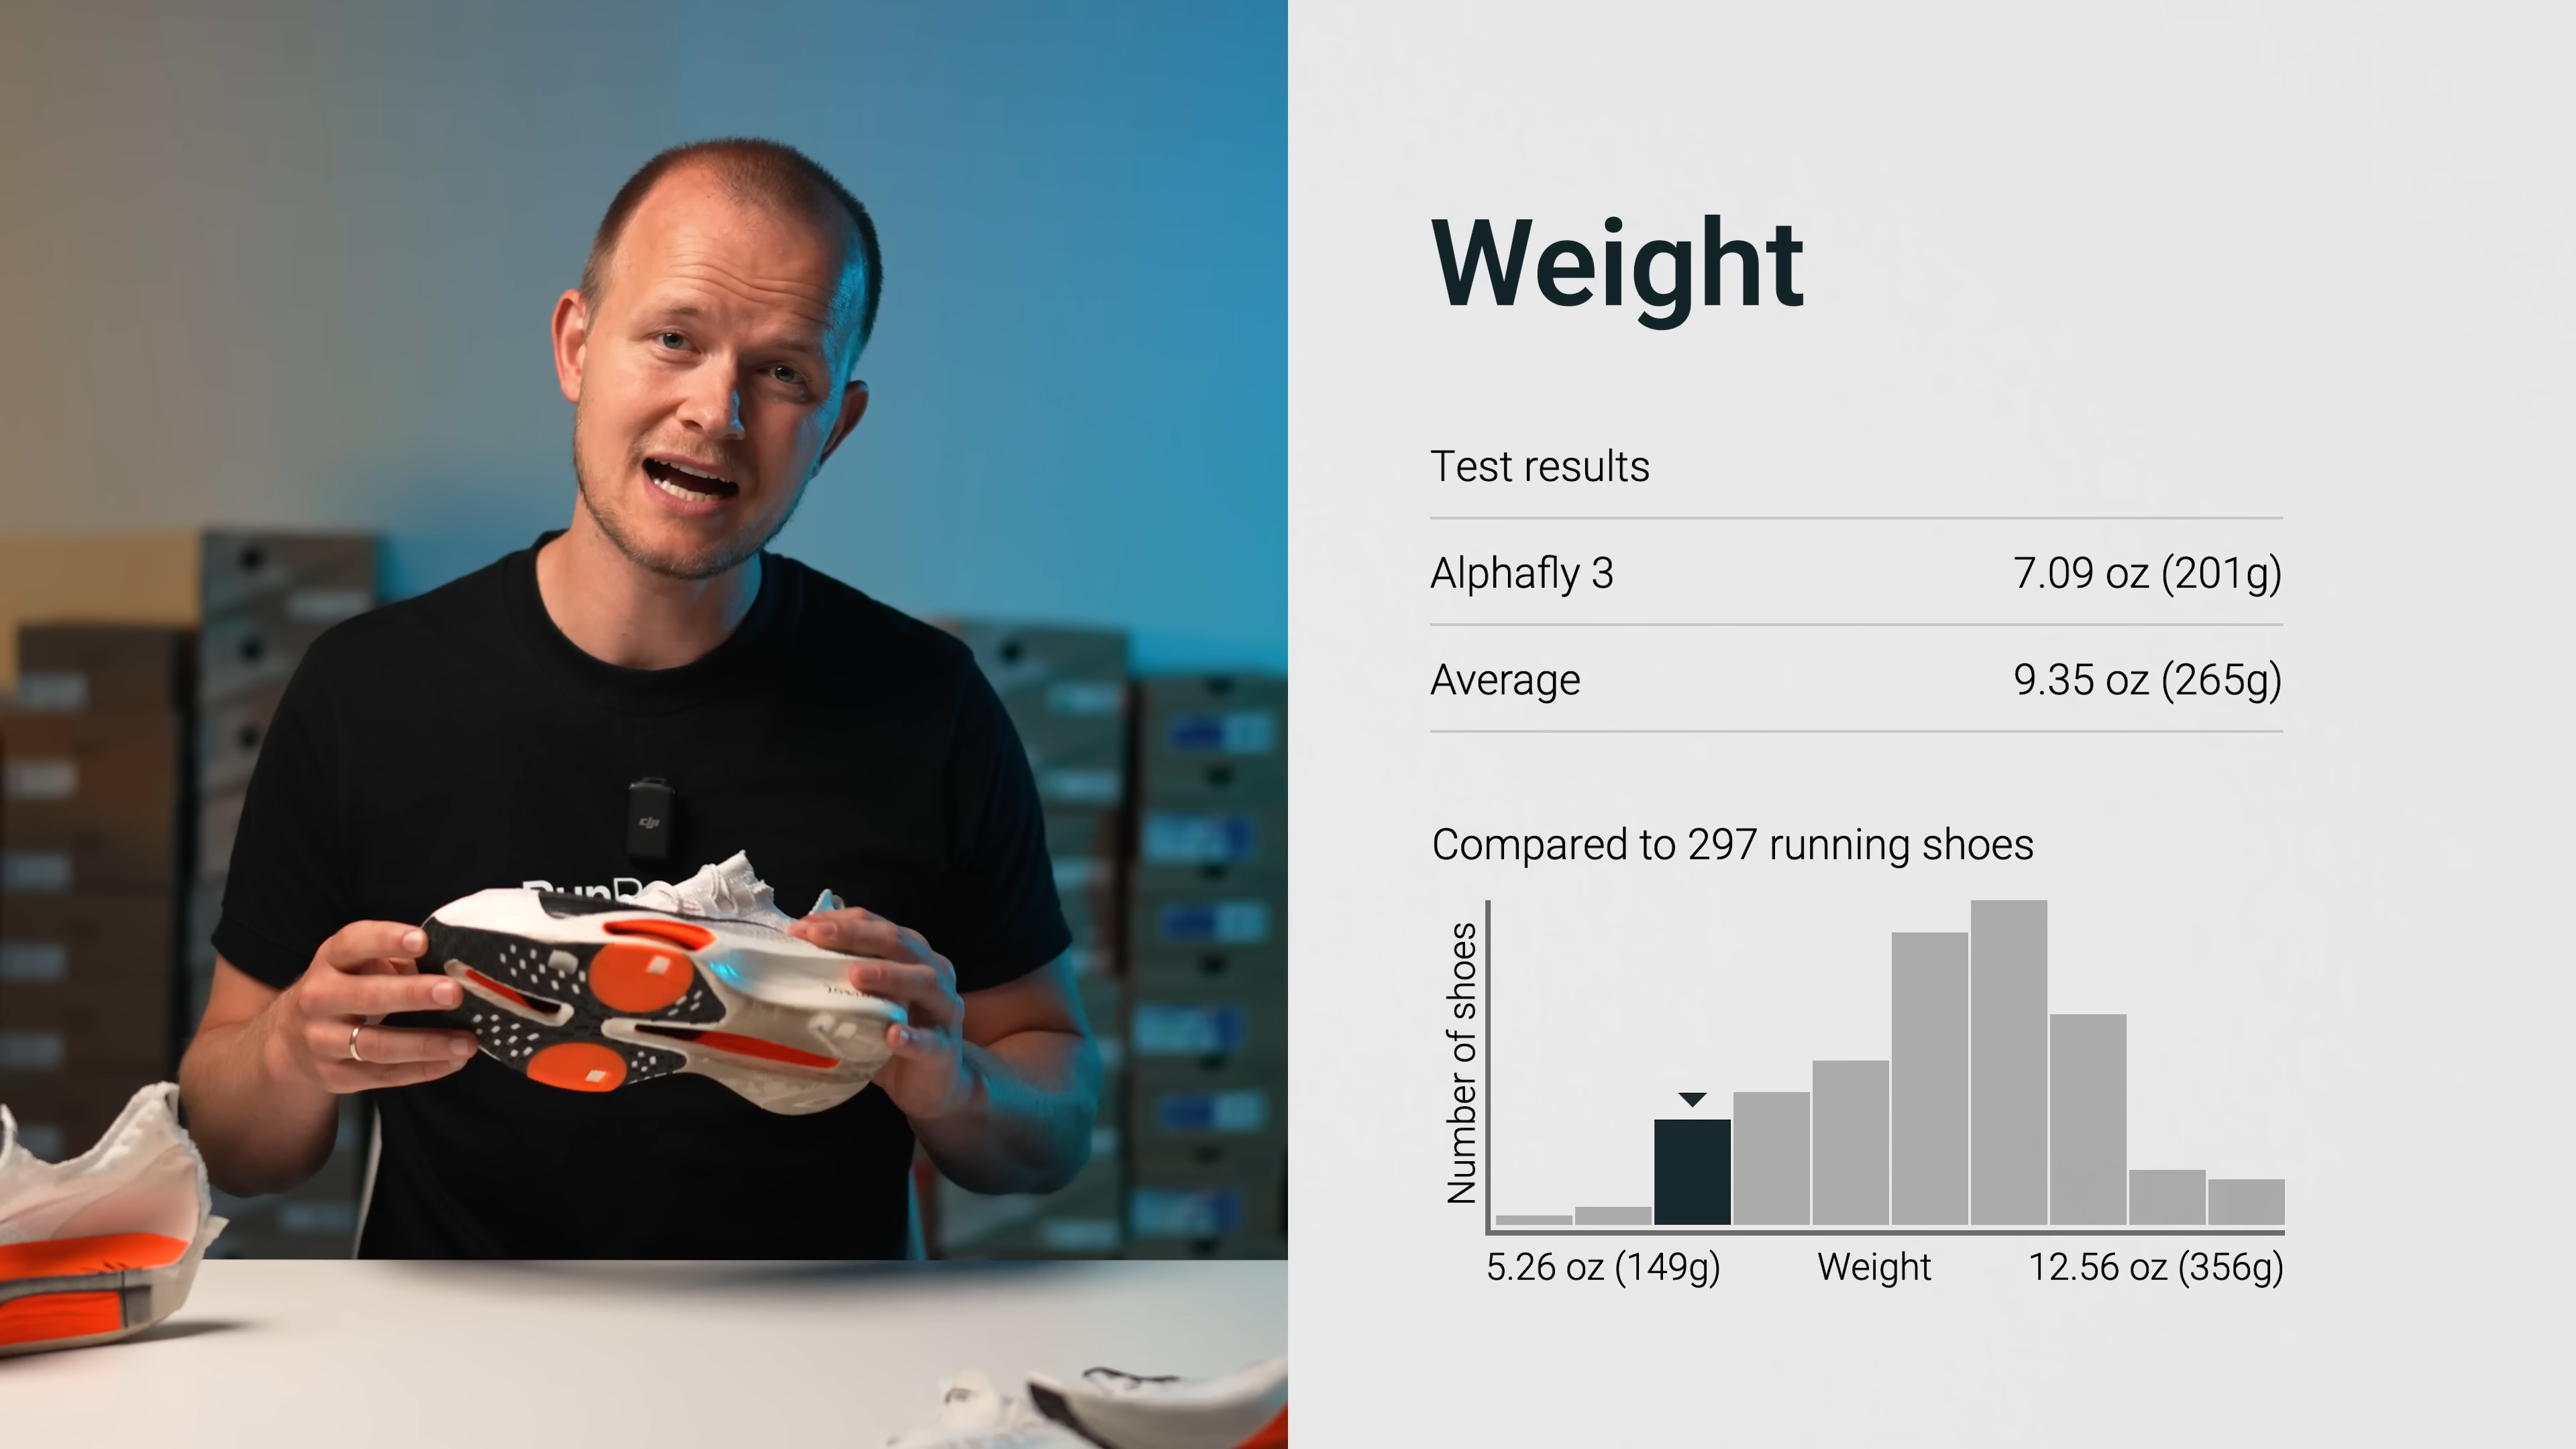 Weight
Test results
Alphafly 3 7.09 oz (201g)
Average 9.35 oz (265g)
Compared to 297 running shoes
Number of shoes
5.26 oz (149g) Weight 12.56 oz (356g)
dji